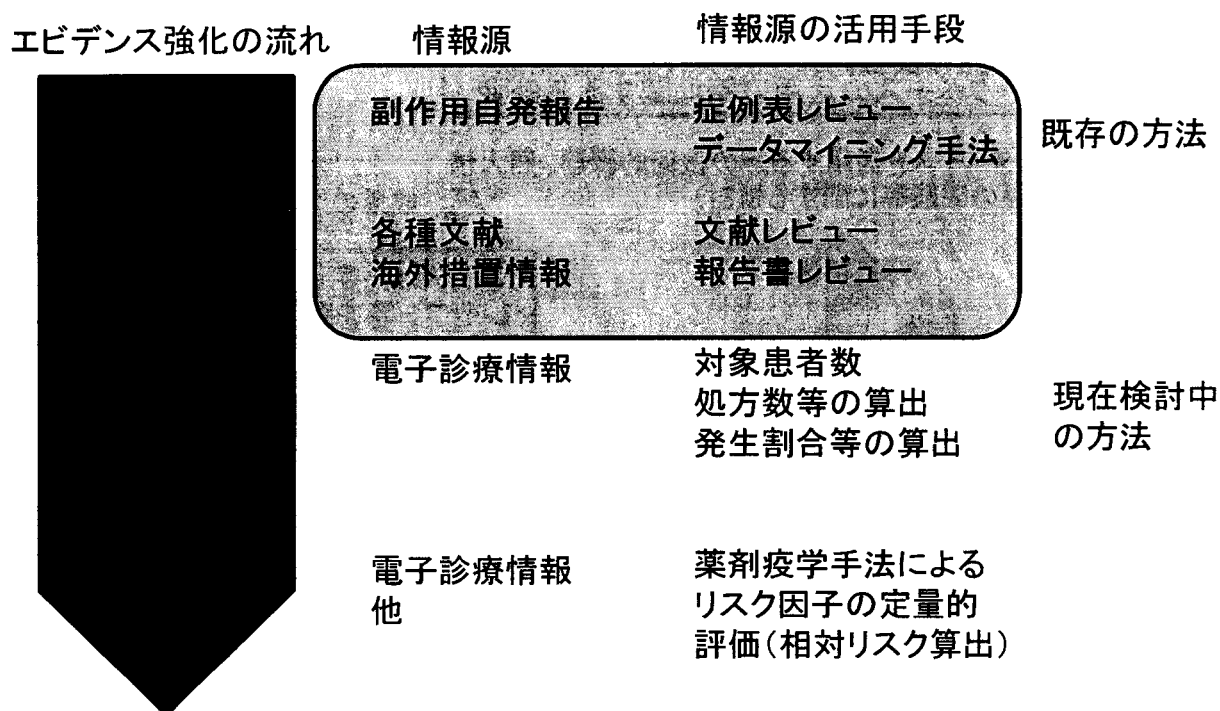 エビデンス強化の流れ
情報源
情報源の活用手段
副作用自発報告
症例表レビュー
データマイニング手法
既存の方法
各種文献
文献レビュー
海外措置情報
報告書レビュー
電子診療情報
対象患者数
処方数等の算出
発生割合等の算出
現在検討中
の方法
電子診療情報
他
薬剤疫学手法による
リスク因子の定量的
評価(相対リスク算出)